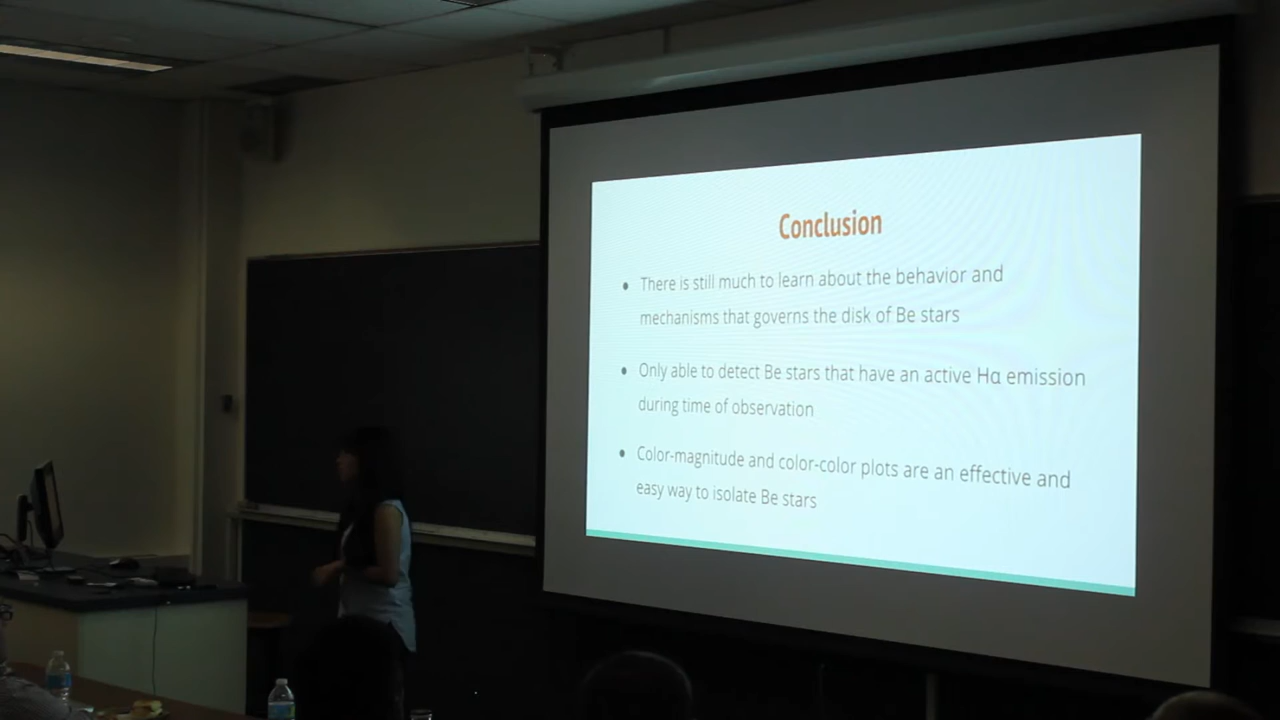 Conclusion
There is still much to learn about the behavior and
mechanisms that governs the disk of Be stars
Only able to detect Be stars that have an active Hα emission
during time of observation
Color-magnitude and color-color plots are an effective and
easy way to isolate Be stars